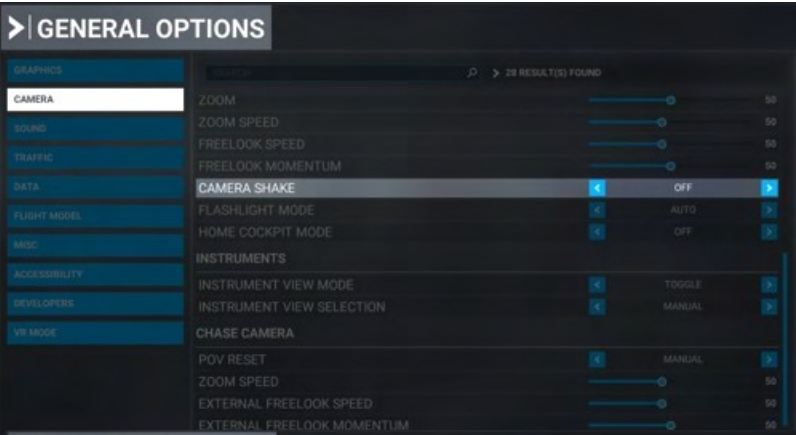 GENERAL OPTIONS
GRAPHICS
CAMERA
SOUND
TRAFFIC
DATA
FLIGHT MODEL
MISC
ACCESSIBILITY
DEVELOPERS
VR MODE
28 RESULT(S) FOUND
ZOOM 50
ZOOM SPEED 50
FREELOOK SPEED 50
FREELOOK MOMENTUM 50
CAMERA SHAKE OFF
FLASHLIGHT MODE AUTO
HOME COCKPIT MODE OFF
INSTRUMENTS
INSTRUMENT VIEW MODE TOGGLE
INSTRUMENT VIEW SELECTION MANUAL
CHASE CAMERA
POV RESET MANUAL
ZOOM SPEED 50
EXTERNAL FREELOOK SPEED 50
EXTERNAL FREELOOK MOMENTUM 50